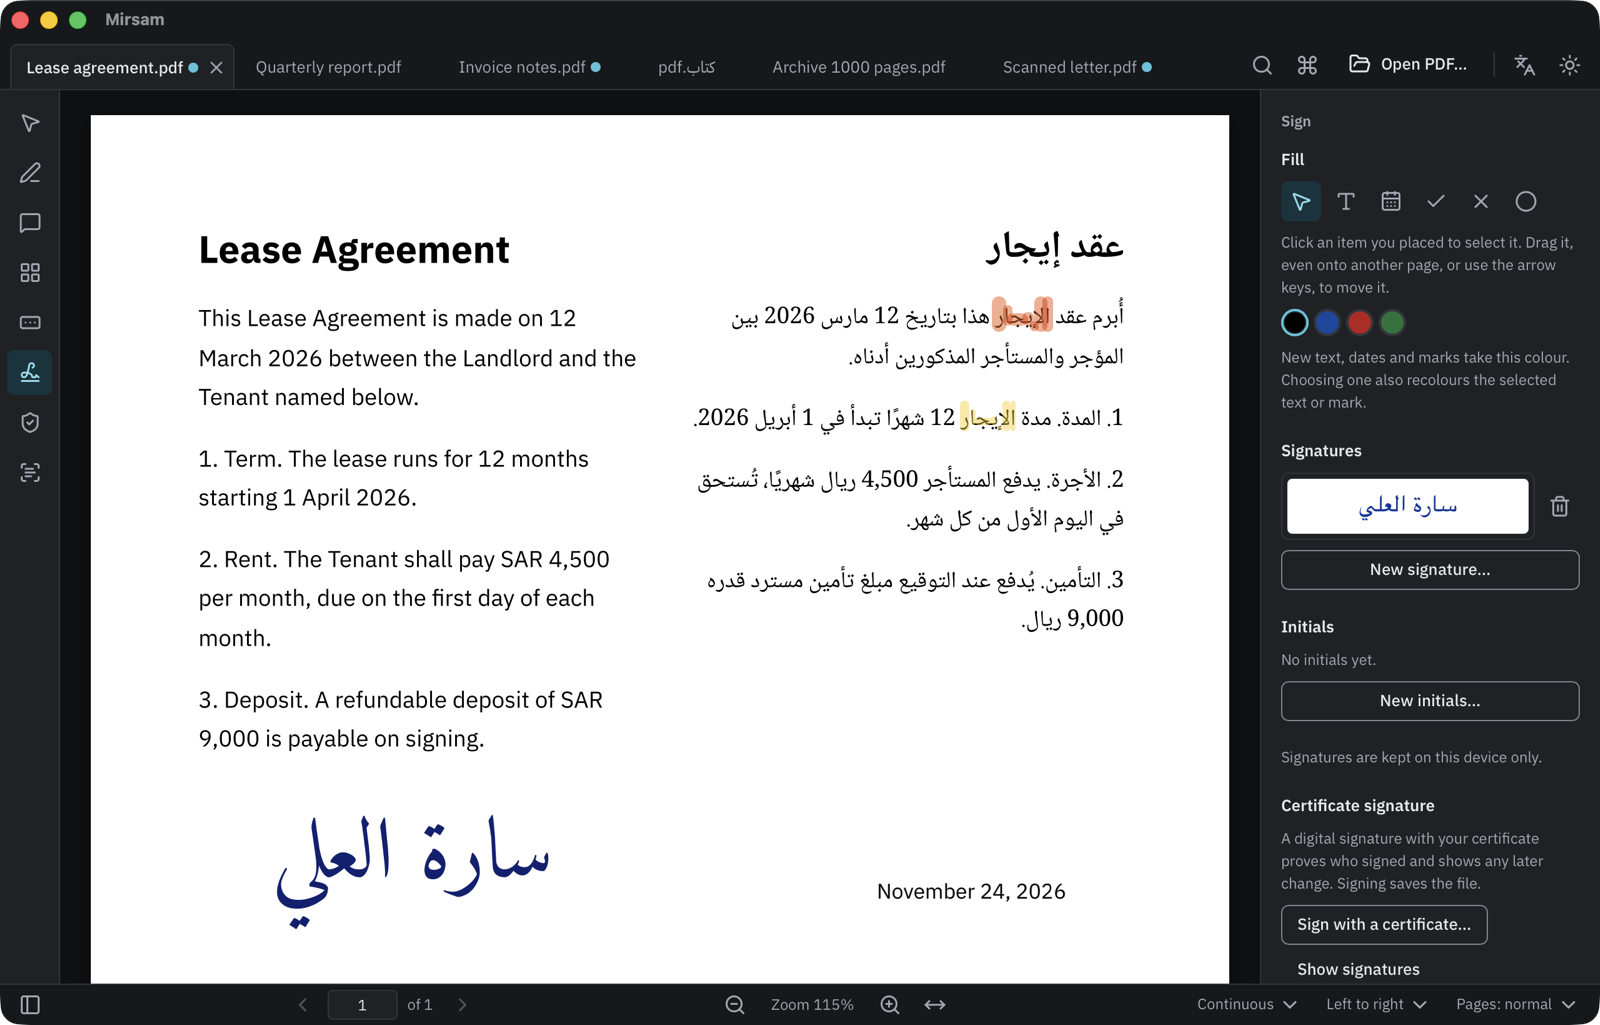 Mirsam
Lease agreement.pdf
Quarterly report.pdf
Invoice notes.pdf
كتاب.pdf
Archive 1000 pages.pdf
Scanned letter.pdf
Open PDF...
Lease Agreement
This Lease Agreement is made on 12
March 2026 between the Landlord and the
Tenant named below.
1. Term. The lease runs for 12 months
starting 1 April 2026.
2. Rent. The Tenant shall pay SAR 4,500
per month, due on the first day of each
month.
3. Deposit. A refundable deposit of SAR
9,000 is payable on signing.
سارة العلي
عقد إيجار
أُبرم عقد الإيجار هذا بتاريخ 12 مارس 2026 بين
المؤجر والمستأجر المذكورين أدناه.
1. المدة. مدة الإيجار 12 شهرًا تبدأ في 1 أبريل 2026.
2. الأجرة. يدفع المستأجر 4,500 ريال شهريًا، تُستحق
في اليوم الأول من كل شهر.
3. التأمين. يُدفع عند التوقيع مبلغ تأمين مسترد قدره
9,000 ريال.
November 24, 2026
Sign
Fill
Click an item you placed to select it. Drag it,
even onto another page, or use the arrow
keys, to move it.
New text, dates and marks take this colour.
Choosing one also recolours the selected
text or mark.
Signatures
سارة العلي
New signature...
Initials
No initials yet.
New initials...
Signatures are kept on this device only.
Certificate signature
A digital signature with your certificate
proves who signed and shows any later
change. Signing saves the file.
Sign with a certificate...
Show signatures
1 of 1
Zoom 115%
Continuous
Left to right
Pages: normal